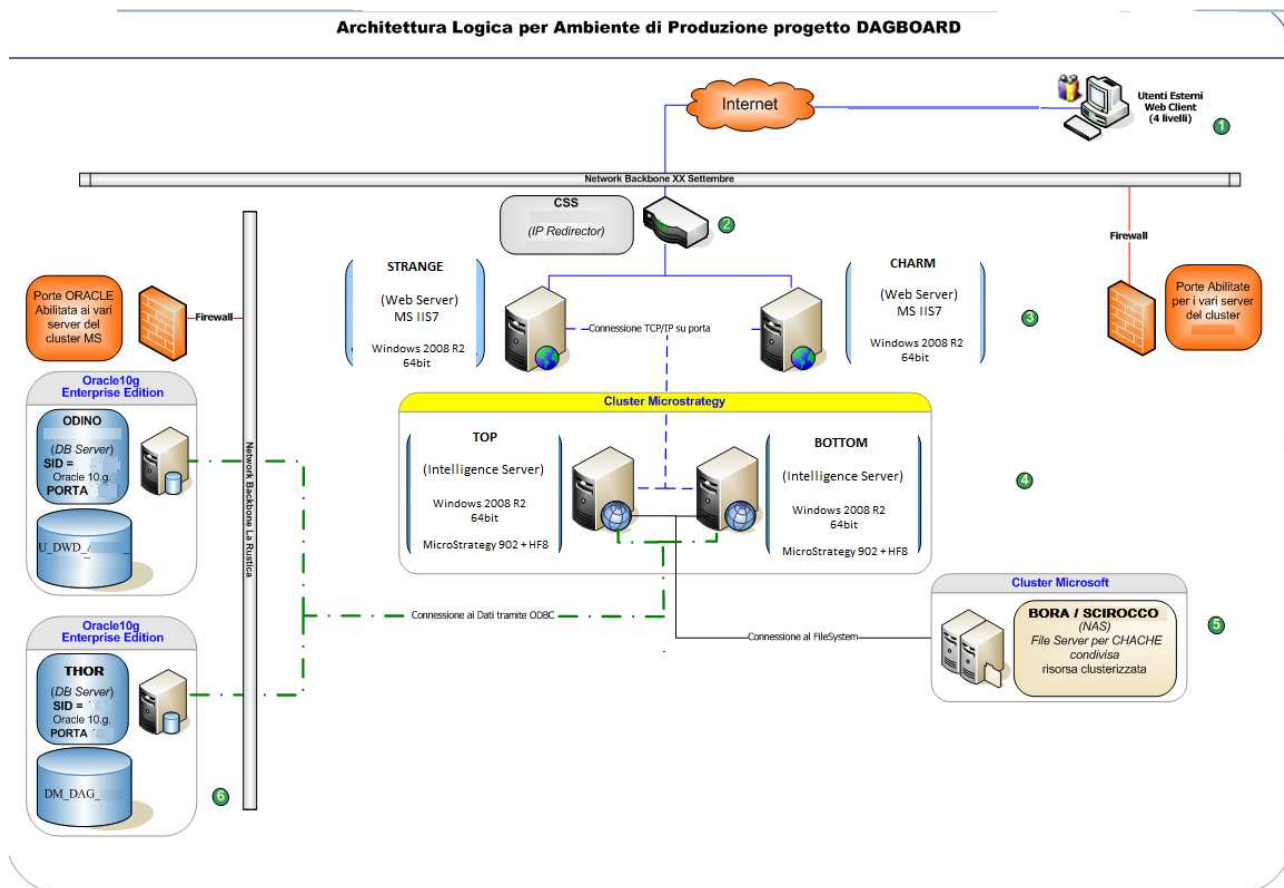 Architettura Logica per Ambiente di Produzione progetto DAGBOARD
Internet
Utenti Esterni
Web Client
(4 livelli)
1
Network Backbone XX Settembre
CSS
(IP Redirector)
2
Firewall
STRANGE
(Web Server)
MS IIS7
Windows 2008 R2
64bit
Connessione TCP/IP su porta
CHARM
(Web Server)
MS IIS7
Windows 2008 R2
64bit
3
Porte Abilitate
per i vari server
del cluster
Porte ORACLE
Abilitata ai vari
server del
cluster MS
Firewall
Network Backbone La Rustica
Oracle10g
Enterprise Edition
ODINO
(DB Server)
SID =
Oracle 10.g.
PORTA
U_DWD_
Cluster Microstrategy
TOP
(Intelligence Server)
Windows 2008 R2
64bit
MicroStrategy 902 + HF8
BOTTOM
(Intelligence Server)
Windows 2008 R2
64bit
MicroStrategy 902 + HF8
4
Connessione ai Dati tramite ODBC
Connessione al FileSystem
Cluster Microsoft
BORA / SCIROCCO
(NAS)
File Server per CHACHE
condivisa
risorsa clusterizzata
5
Oracle10g
Enterprise Edition
THOR
(DB Server)
SID =
Oracle 10.g.
PORTA
DM_DAG_
6